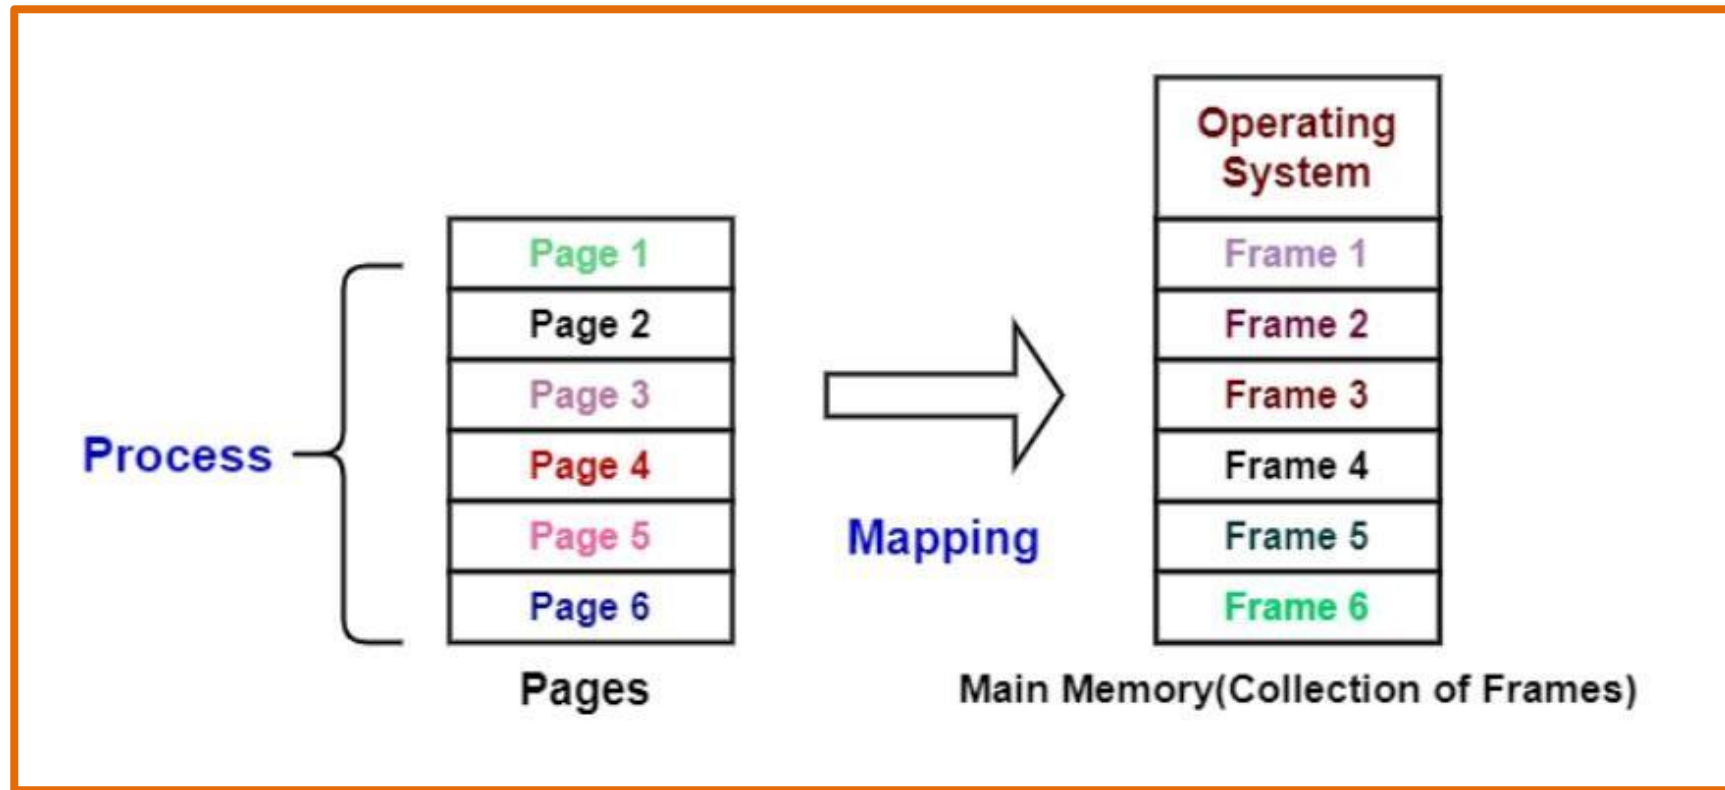 Process
Page 1
Page 2
Page 3
Page 4
Page 5
Page 6
Pages
Mapping
Operating
System
Frame 1
Frame 2
Frame 3
Frame 4
Frame 5
Frame 6
Main Memory(Collection of Frames)